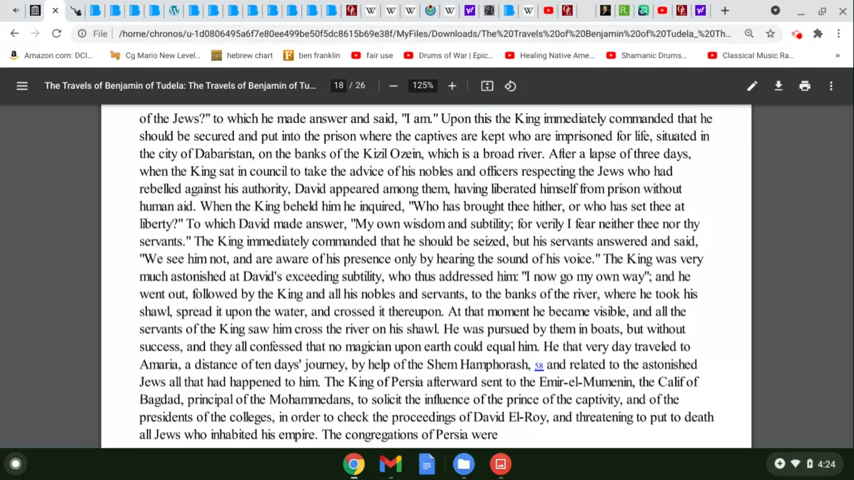 File
/home/chronos/u-1d0806495a6f7e80ee499be50f5dc8615b69e38f/MyFiles/Downloads/The%20Travels%20of%20Benjamin%20of%20Tudela_%20Th...
Amazon.com: DCI...
Cg Mario New Level...
hebrew chart
ben franklin
fair use
Drums of War | Epic...
Healing Native Ame...
Shamanic Drums...
Classical Music Ra...
The Travels of Benjamin of Tudela: The Travels of Benjamin of Tu...
18 / 26
125%
of the Jews?" to which he made answer and said, "I am." Upon this the King immediately commanded that he
should be secured and put into the prison where the captives are kept who are imprisoned for life, situated in
the city of Dabaristan, on the banks of the Kizil Ozein, which is a broad river. After a lapse of three days,
when the King sat in council to take the advice of his nobles and officers respecting the Jews who had
rebelled against his authority, David appeared among them, having liberated himself from prison without
human aid. When the King beheld him he inquired, "Who has brought thee hither, or who has set thee at
liberty?" To which David made answer, "My own wisdom and subtility; for verily I fear neither thee nor thy
servants." The King immediately commanded that he should be seized, but his servants answered and said,
"We see him not, and are aware of his presence only by hearing the sound of his voice." The King was very
much astonished at David's exceeding subtility, who thus addressed him: "I now go my own way"; and he
went out, followed by the King and all his nobles and servants, to the banks of the river, where he took his
shawl, spread it upon the water, and crossed it thereupon. At that moment he became visible, and all the
servants of the King saw him cross the river on his shawl. He was pursued by them in boats, but without
success, and they all confessed that no magician upon earth could equal him. He that very day traveled to
Amaria, a distance of ten days' journey, by help of the Shem Hamphorash, 58 and related to the astonished
Jews all that had happened to him. The King of Persia afterward sent to the Emir-el-Mumenin, the Calif of
Bagdad, principal of the Mohammedans, to solicit the influence of the prince of the captivity, and of the
presidents of the colleges, in order to check the proceedings of David El-Roy, and threatening to put to death
all Jews who inhabited his empire. The congregations of Persia were
4:24